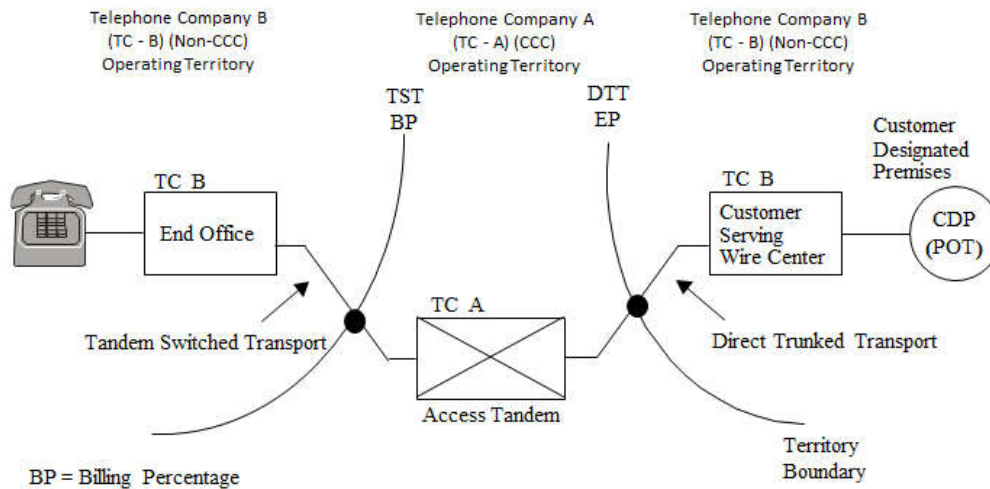 Telephone Company B
(TC - B) (Non-CCC)
Operating Territory
Telephone Company A
(TC - A) (CCC)
Operating Territory
Telephone Company B
(TC - B) (Non-CCC)
Operating Territory
TST
BP
DTT
EP
Customer
Designated
Premises
TC B
End Office
TC B
Customer
Serving
Wire Center
CDP
(POT)
Tandem Switched Transport
TC A
Access Tandem
Direct Trunked Transport
Territory
Boundary
BP = Billing Percentage